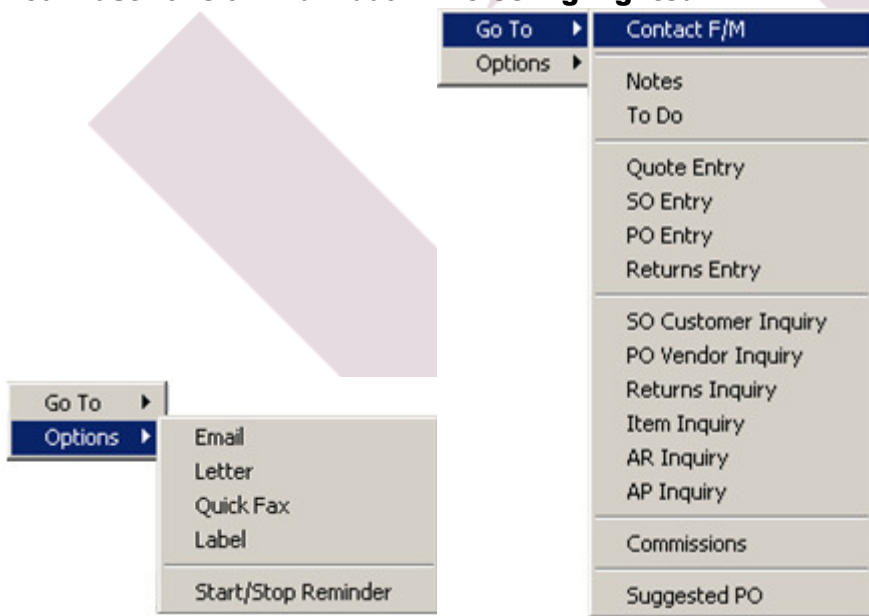 Go To
Options
Contact F/M
Notes
To Do
Quote Entry
SO Entry
PO Entry
Returns Entry
SO Customer Inquiry
PO Vendor Inquiry
Returns Inquiry
Item Inquiry
AR Inquiry
AP Inquiry
Commissions
Suggested PO
Go To
Options
Email
Letter
Quick Fax
Label
Start/Stop Reminder